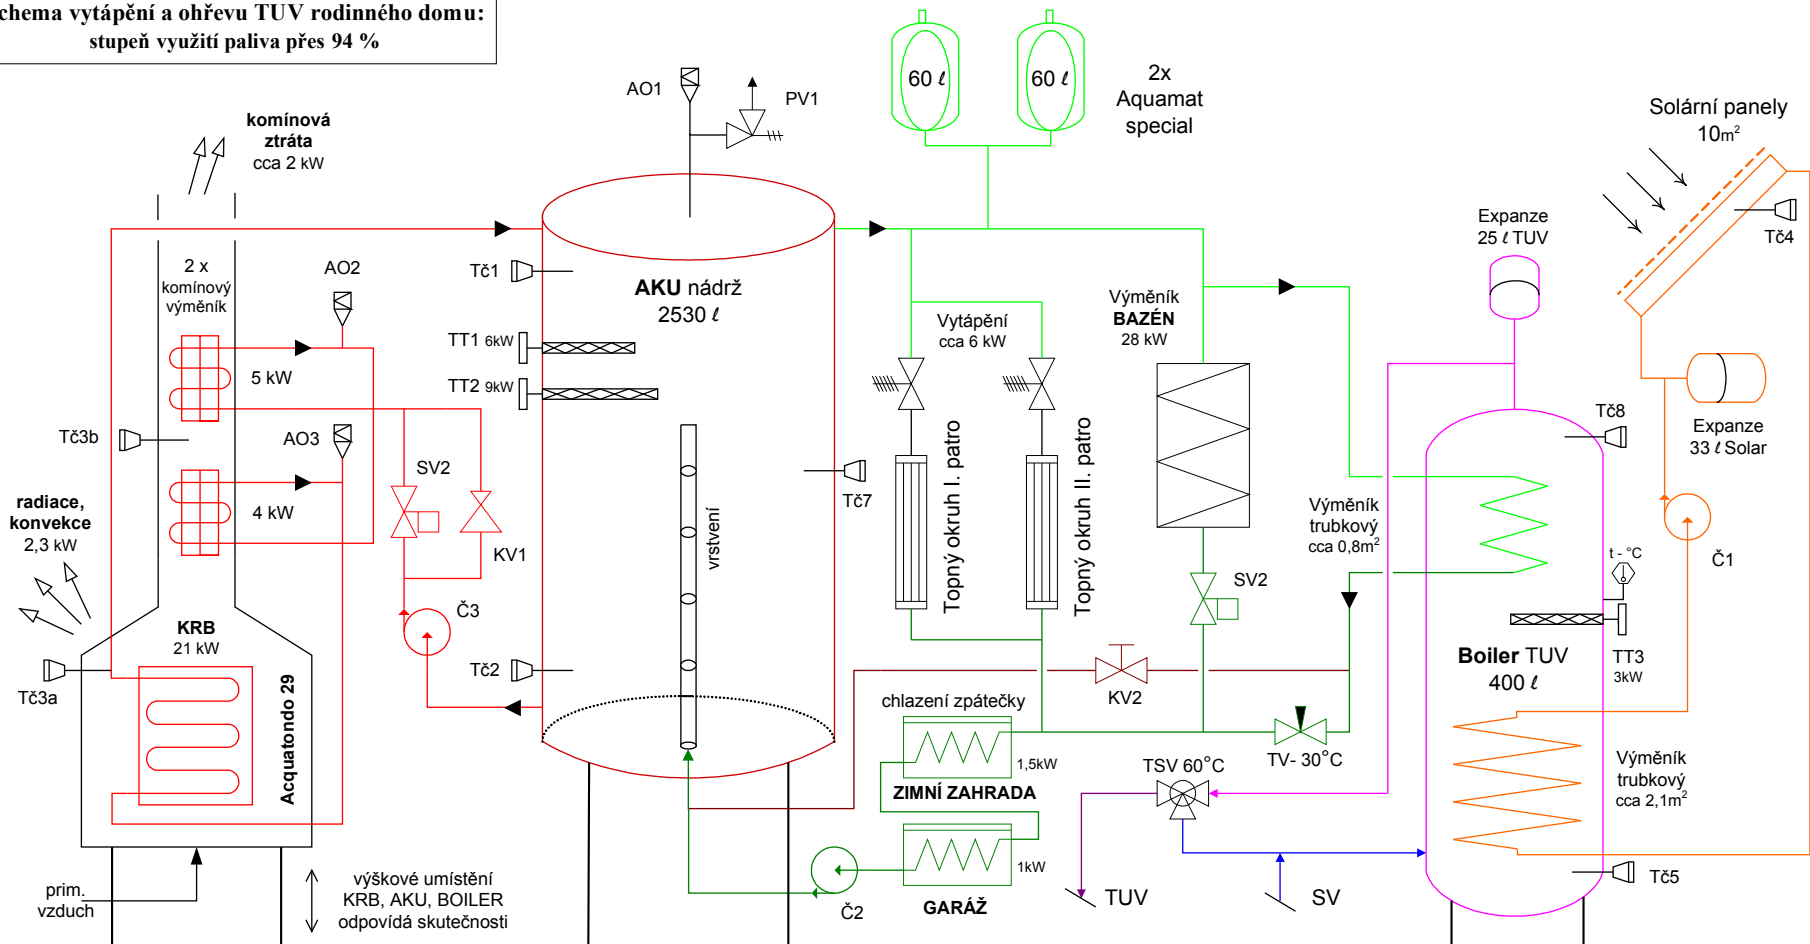 chema vytápění a ohřevu TUV rodinného domu:
stupeň využití paliva přes 94 %
komínová
ztráta
cca 2 kW
2 x
komínový
výměník
AO2
5 kW
Tč3b
AO3
4 kW
radiace,
konvekce
2,3 kW
SV2
KV1
Č3
KRB
21 kW
Tč3a
Acquatondo 29
prim.
vzduch
výškové umístění
KRB, AKU, BOILER
odpovídá skutečnosti
AO1
PV1
Tč1
AKU nádrž
2530 ℓ
TT1 6kW
TT2 9kW
vrstvení
Tč7
Tč2
60 ℓ
60 ℓ
2x
Aquamat
special
Vytápění
cca 6 kW
Topný okruh I. patro
Topný okruh II. patro
Výměník
BAZÉN
28 kW
SV2
KV2
chlazení zpátečky
1,5kW
ZIMNÍ ZAHRADA
1kW
GARÁŽ
Č2
TV- 30°C
TSV 60°C
TUV
SV
Výměník
trubkový
cca 0,8m²
Expanze
25 ℓ TUV
Solární panely
10m²
Tč4
Expanze
33 ℓ Solar
Tč8
Č1
t - °C
TT3
3kW
Boiler TUV
400 ℓ
Výměník
trubkový
cca 2,1m²
Tč5